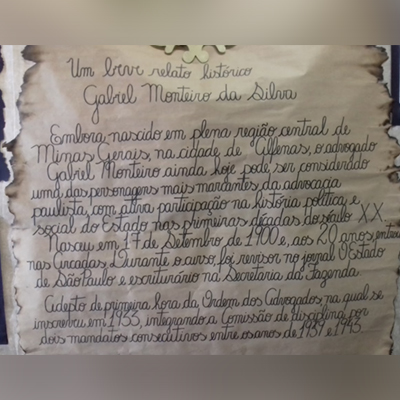 Um breve relato histórico
Gabriel Monteiro da Silva
Embora nascido em plena região central de
Minas Gerais, na cidade de Alfenas, o advogado
Gabriel Monteiro ainda hoje pode ser considerado
uma das personagens mais marcantes da advocacia
paulista, com ativa participação na história política e
social do Estado nas primeiras décadas do século XX.
Nasceu em 17 de Setembro de 1900 e, aos 20 anos, entrou
nas Arcadas. Durante o curso, foi revisor no jornal O Estado
de São Paulo e escriturário na Secretaria da Fazenda.
Adepto de primeira hora da Ordem dos Advogados, na qual se
inscreveu em 1933, integrando a Comissão de disciplina por
dois mandatos consecutivos entre os anos de 1939 e 1943.